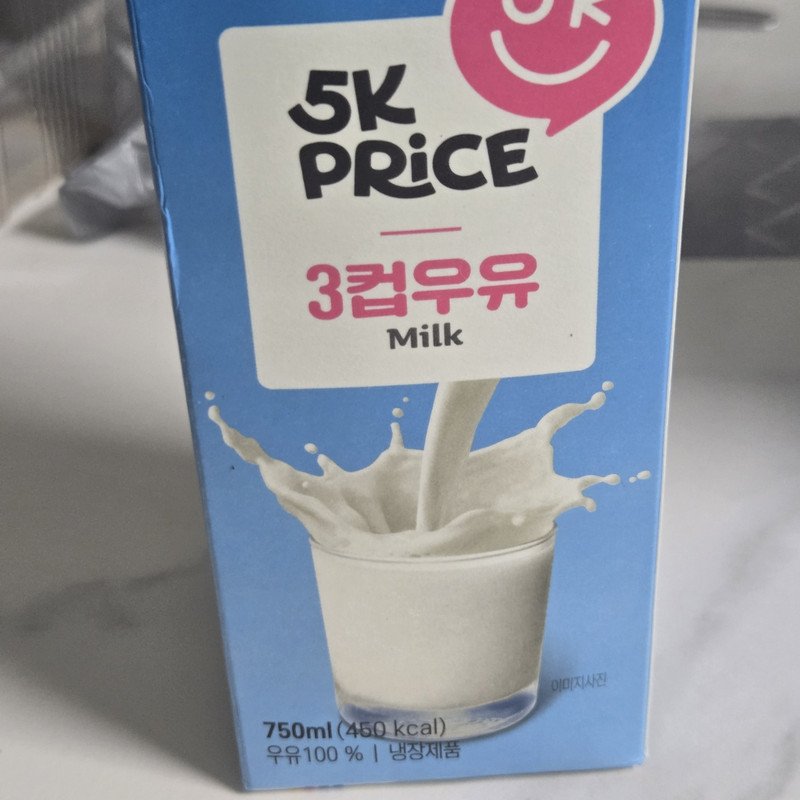 OK
5K
PRiCE
3컵우유
Milk
이미지사진
750ml (450 kcal)
우유100 % | 냉장제품